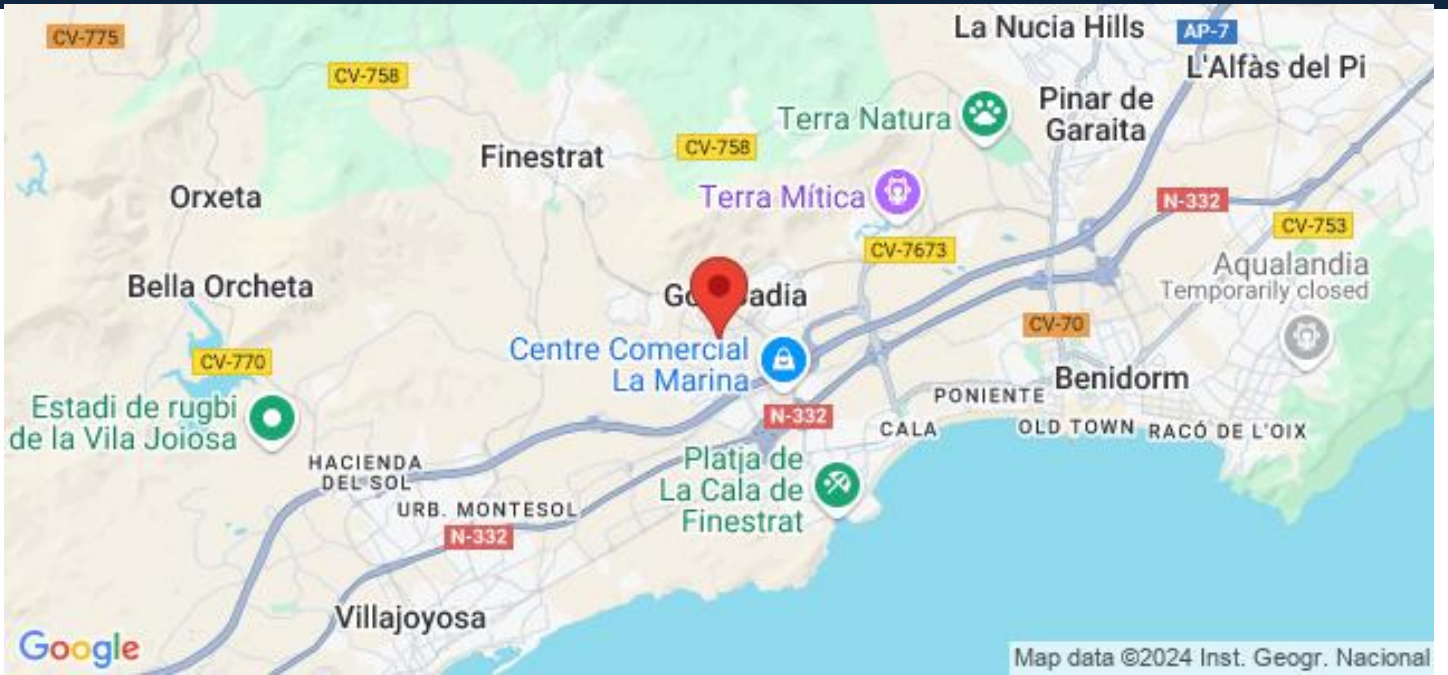 CV-775
La Nucia Hills
AP-7
CV-758
L'Alfàs del Pi
Terra Natura
Pinar de
Garaita
Finestrat
CV-758
Orxeta
Terra Mítica
N-332
CV-753
CV-7673
Bella Orcheta
Aqualandia
Temporarily closed
CV-70
Centre Comercial
La Marina
CV-770
Benidorm
PONIENTE
Estadi de rugbi
de la Vila Joiosa
N-332
CALA
OLD TOWN
RACÓ DE L'OIX
HACIENDA
DEL SOL
Platja de
La Cala de
Finestrat
URB. MONTESOL
N-332
Villajoyosa
Google
Map data ©2024 Inst. Geogr. Nacional